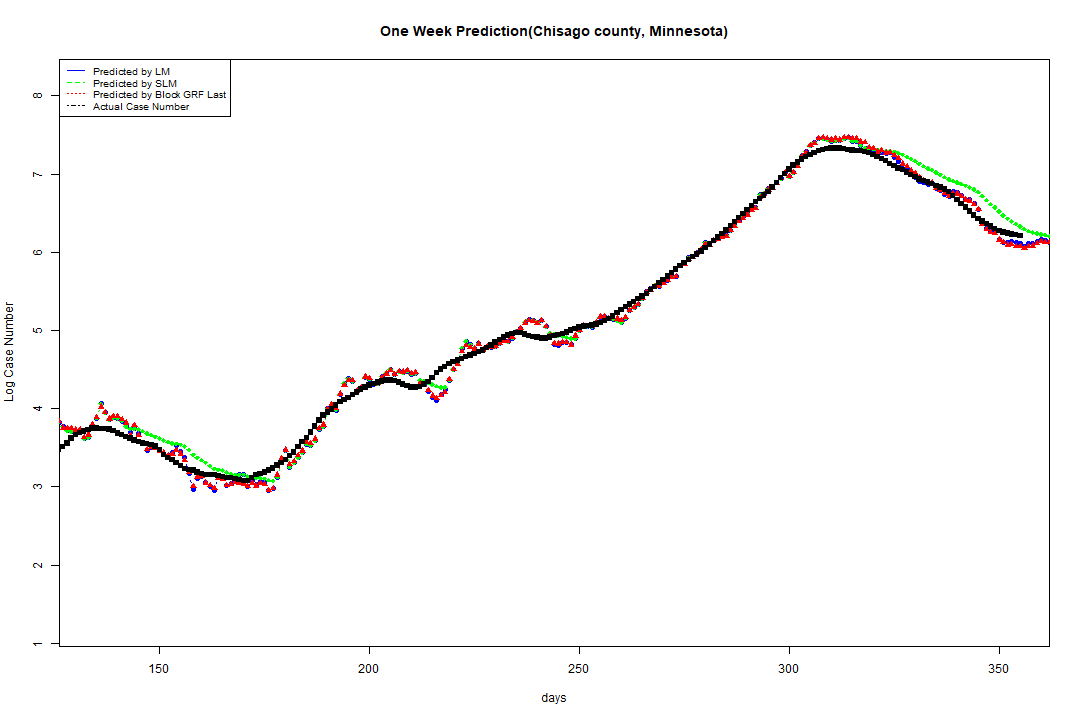 One Week Prediction(Chisago county, Minnesota)
Predicted by LM
Predicted by SLM
Predicted by Block GRF Last
Actual Case Number
8
7
6
5
4
3
2
1
Log Case Number
150 200 250 300 350
days